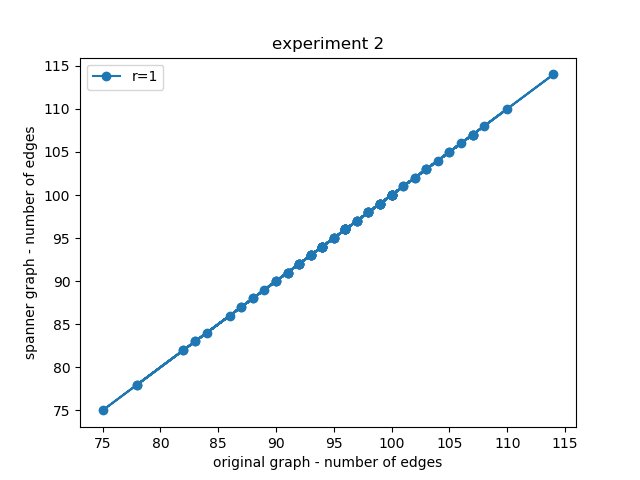 experiment 2
r=1
spanner graph - number of edges
115
110
105
100
95
90
85
80
75
75 80 85 90 95 100 105 110 115
original graph - number of edges